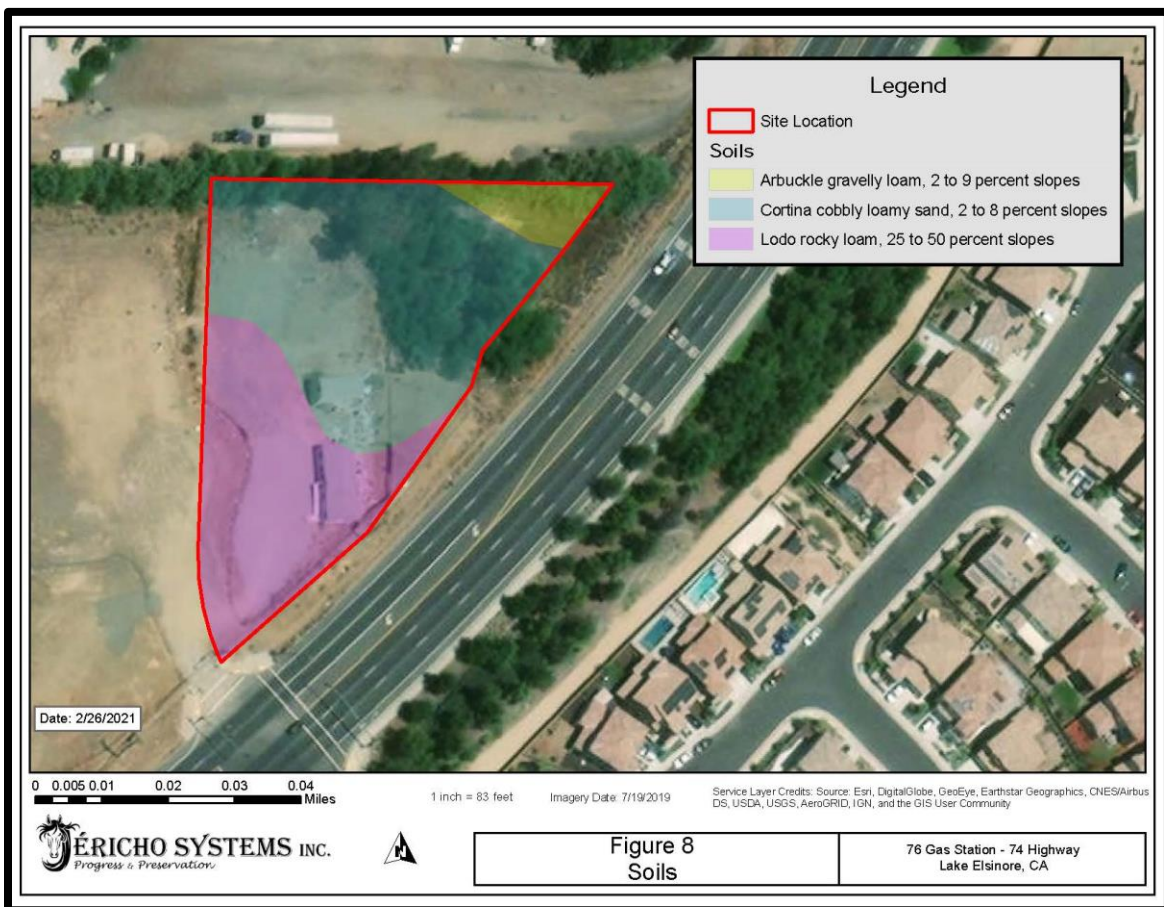 Legend
Site Location
Soils
Arbuckle gravelly loam, 2 to 9 percent slopes
Cortina cobbly loamy sand, 2 to 8 percent slopes
Lodo rocky loam, 25 to 50 percent slopes
Date: 2/26/2021
0 0.005 0.01 0.02 0.03 0.04
Miles
1 inch = 83 feet
Imagery Date: 7/19/2019
Service Layer Credits: Source: Esri, DigitalGlobe, GeoEye, Earthstar Geographics, CNES/Airbus
DS, USDA, USGS, AeroGRID, IGN, and the GIS User Community
JÉRICHO SYSTEMS INC.
Progress & Preservation
N
Figure 8
Soils
76 Gas Station - 74 Highway
Lake Elsinore, CA